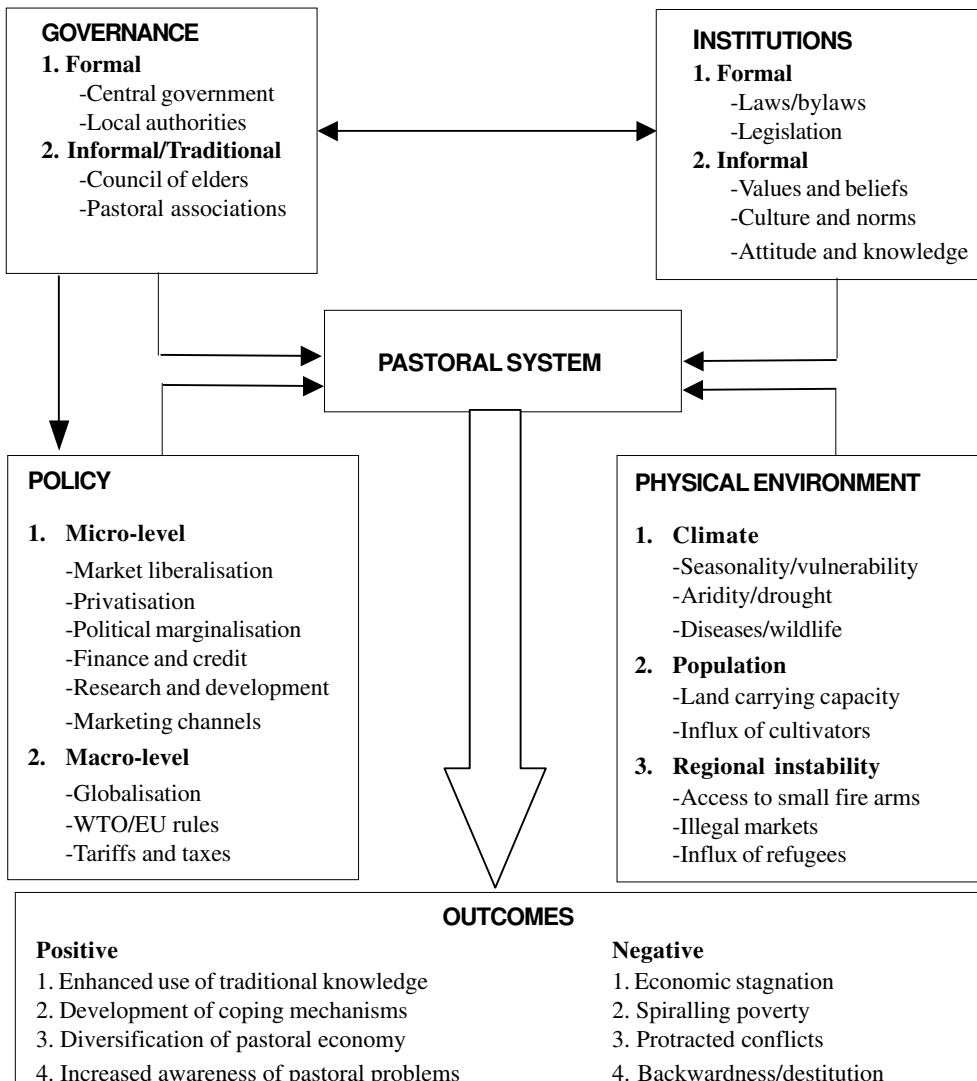 GOVERNANCE
1. Formal
-Central government
-Local authorities
2. Informal/Traditional
-Council of elders
-Pastoral associations
INSTITUTIONS
1. Formal
-Laws/bylaws
-Legislation
2. Informal
-Values and beliefs
-Culture and norms
-Attitude and knowledge
PASTORAL SYSTEM
POLICY
1. Micro-level
-Market liberalisation
-Privatisation
-Political marginalisation
-Finance and credit
-Research and development
-Marketing channels
2. Macro-level
-Globalisation
-WTO/EU rules
-Tariffs and taxes
PHYSICAL ENVIRONMENT
1. Climate
-Seasonality/vulnerability
-Aridity/drought
-Diseases/wildlife
2. Population
-Land carrying capacity
-Influx of cultivators
3. Regional instability
-Access to small fire arms
-Illegal markets
-Influx of refugees
OUTCOMES
Positive
1. Enhanced use of traditional knowledge
2. Development of coping mechanisms
3. Diversification of pastoral economy
4. Increased awareness of pastoral problems
Negative
1. Economic stagnation
2. Spiralling poverty
3. Protracted conflicts
4. Backwardness/destitution